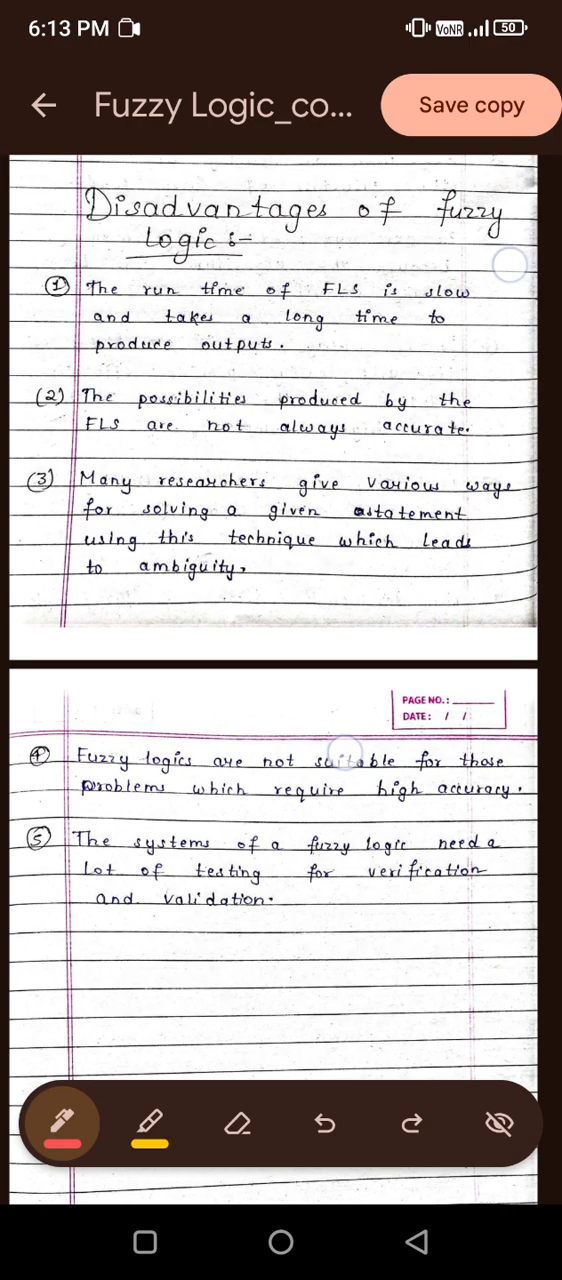 6:13 PM
VoNR
50
Fuzzy Logic_co...
Save copy
Disadvantages of fuzzy
Logic :-
(1) The run time of FLS is slow
and takes a long time to
produce outputs.
(2) The possibilities produced by the
FLS are not always accurate.
(3) Many researchers give various ways
for solving a given astatement
using this technique which leads
to ambiguity,
PAGE NO.:
DATE: / /
(4) Fuzzy logics are not suitable for those
problems which require high accuracy.
(5) The systems of a fuzzy logic need a
Lot of testing for verification
and validation.